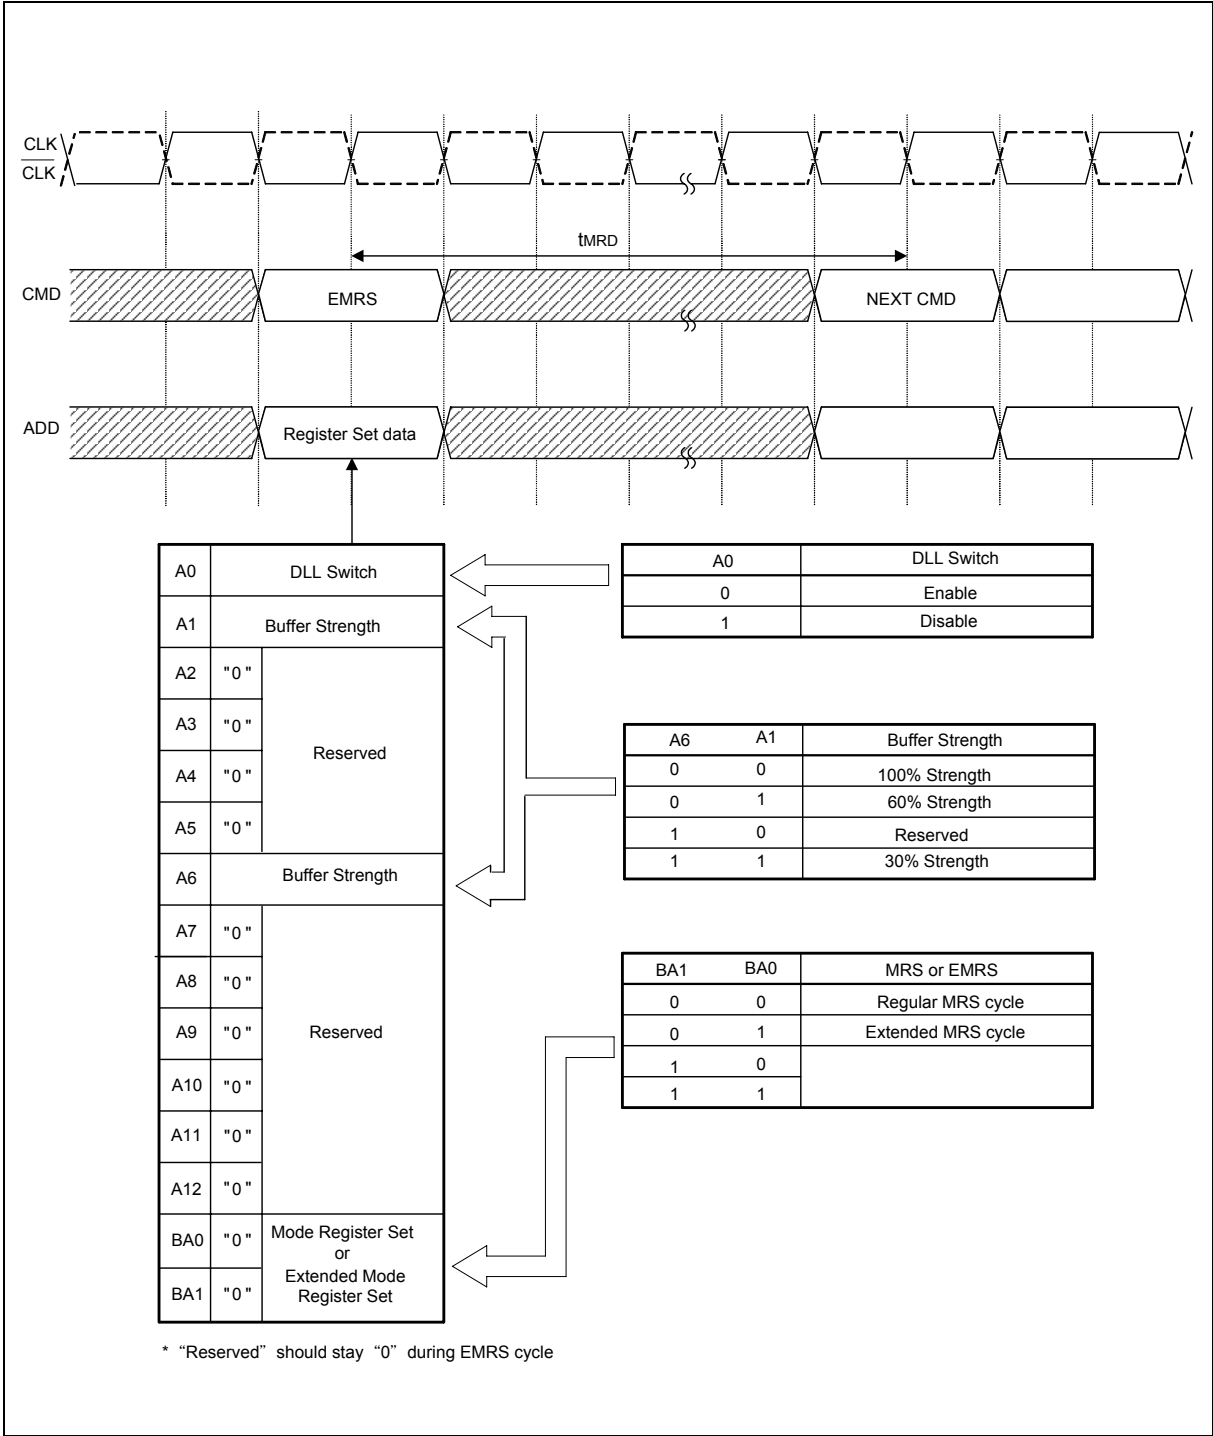 CLK
CLK
tMRD
CMD
EMRS
NEXT CMD
ADD
Register Set data
A0 DLL Switch
A1 Buffer Strength
A2 "0"
A3 "0"
Reserved
A4 "0"
A5 "0"
A6 Buffer Strength
A7 "0"
A8 "0"
A9 "0" Reserved
A10 "0"
A11 "0"
A12 "0"
BA0 "0" Mode Register Set
or
Extended Mode
BA1 "0" Register Set
A0 DLL Switch
0 Enable
1 Disable
A6 A1 Buffer Strength
0 0 100% Strength
0 1 60% Strength
1 0 Reserved
1 1 30% Strength
BA1 BA0 MRS or EMRS
0 0 Regular MRS cycle
0 1 Extended MRS cycle
1 0
1 1
* “Reserved” should stay “0” during EMRS cycle